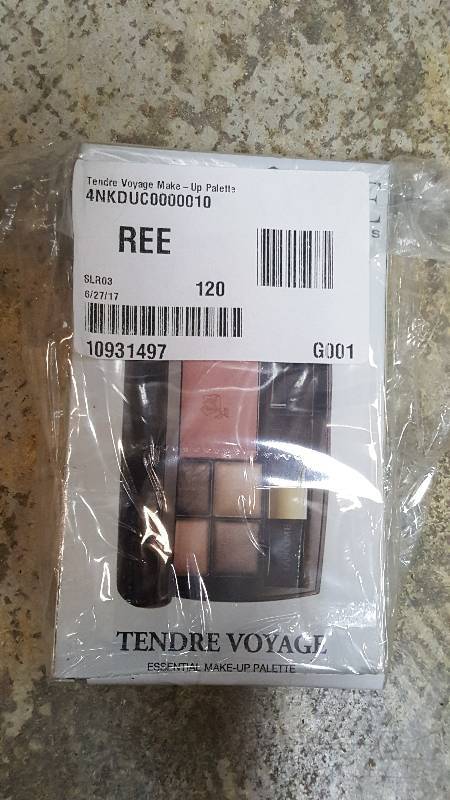 Tendre Voyage Make-Up Palette
4NKDUC0000010
REE
SLR03
120
6/27/17
10931497
G001
TENDRE VOYAGE
ESSENTIAL MAKE-UP PALETTE